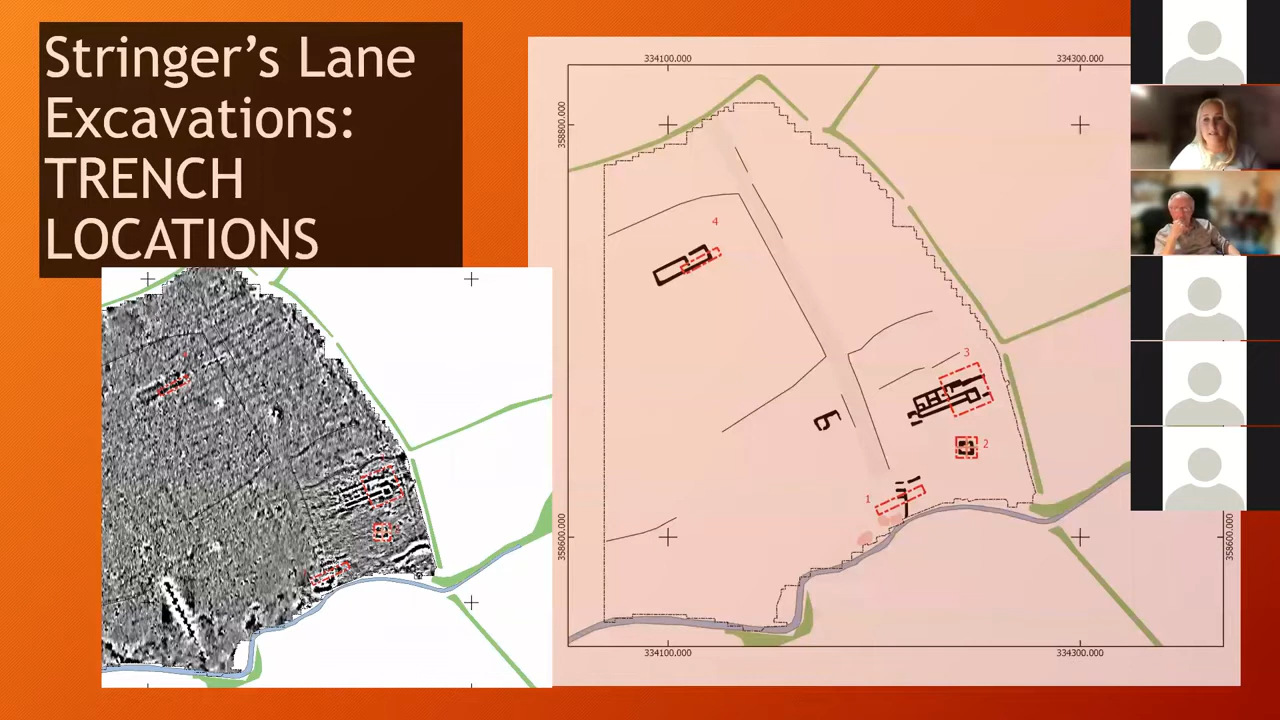 Stringer’s Lane
Excavations:
TRENCH
LOCATIONS
334100.000
334300.000
358800.000
4
3
2
1
358600.000
358600.000
334100.000
334300.000